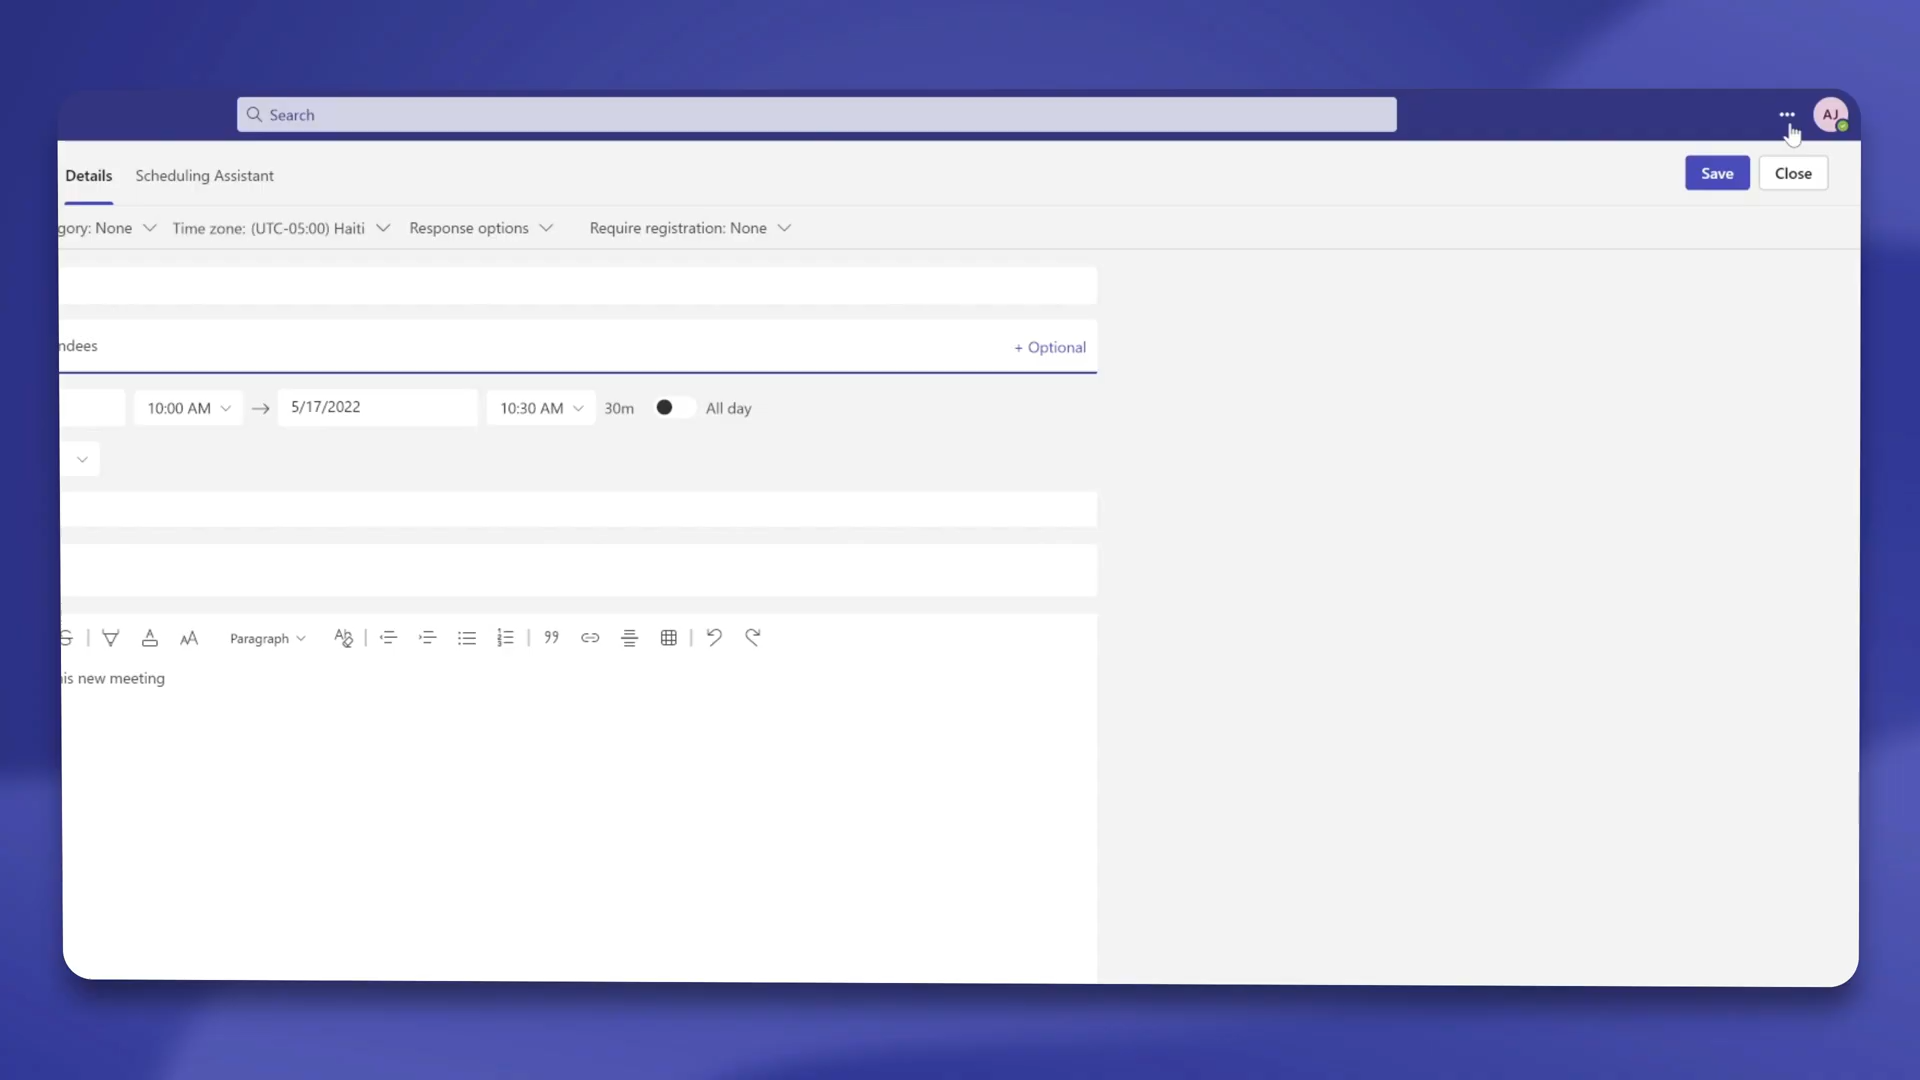 Search
AJ
Details
Scheduling Assistant
Save
Close
gory: None
Time zone: (UTC-05:00) Haiti
Response options
Require registration: None
ndees
+ Optional
10:00 AM
5/17/2022
10:30 AM
30m
All day
Paragraph
is new meeting